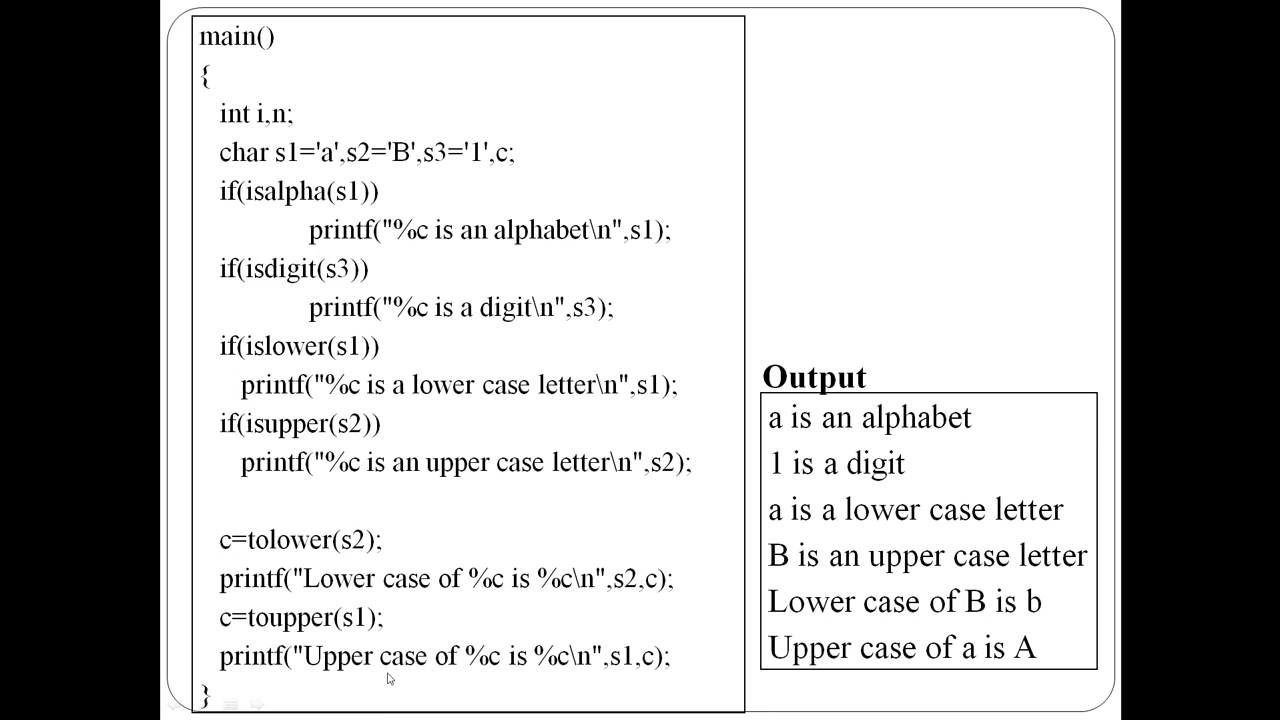 main()
{
int i,n;
char s1='a',s2='B',s3='1',c;
if(isalpha(s1))
printf("%c is an alphabet\n",s1);
if(isdigit(s3))
printf("%c is a digit\n",s3);
if(islower(s1))
printf("%c is a lower case letter\n",s1);
if(isupper(s2))
printf("%c is an upper case letter\n",s2);
c=tolower(s2);
printf("Lower case of %c is %c\n",s2,c);
c=toupper(s1);
printf("Upper case of %c is %c\n",s1,c);
}
Output
a is an alphabet
1 is a digit
a is a lower case letter
B is an upper case letter
Lower case of B is b
Upper case of a is A